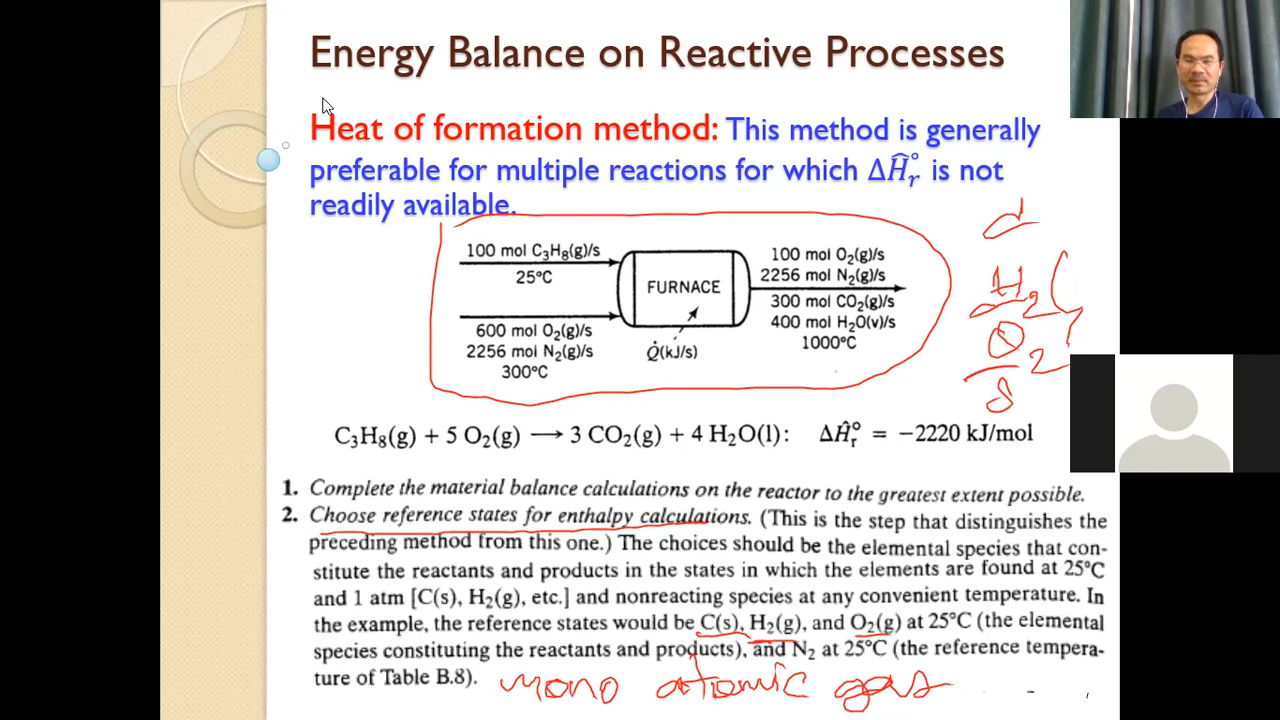 Energy Balance on Reactive Processes
Heat of formation method: This method is generally
preferable for multiple reactions for which ΔĤr° is not
readily available.
100 mol C₃H₈(g)/s
25°C
600 mol O₂(g)/s
2256 mol N₂(g)/s
300°C
FURNACE
Q̇(kJ/s)
100 mol O₂(g)/s
2256 mol N₂(g)/s
300 mol CO₂(g)/s
400 mol H₂O(v)/s
1000°C
H₂
O₂
C₃H₈(g) + 5 O₂(g) ⟶ 3 CO₂(g) + 4 H₂O(l): ΔĤr° = −2220 kJ/mol
1. Complete the material balance calculations on the reactor to the greatest extent possible.
2. Choose reference states for enthalpy calculations. (This is the step that distinguishes the
preceding method from this one.) The choices should be the elemental species that con-
stitute the reactants and products in the states in which the elements are found at 25°C
and 1 atm [C(s), H₂(g), etc.] and nonreacting species at any convenient temperature. In
the example, the reference states would be C(s), H₂(g), and O₂(g) at 25°C (the elemental
species constituting the reactants and products), and N₂ at 25°C (the reference tempera-
ture of Table B.8).
mono atomic gas